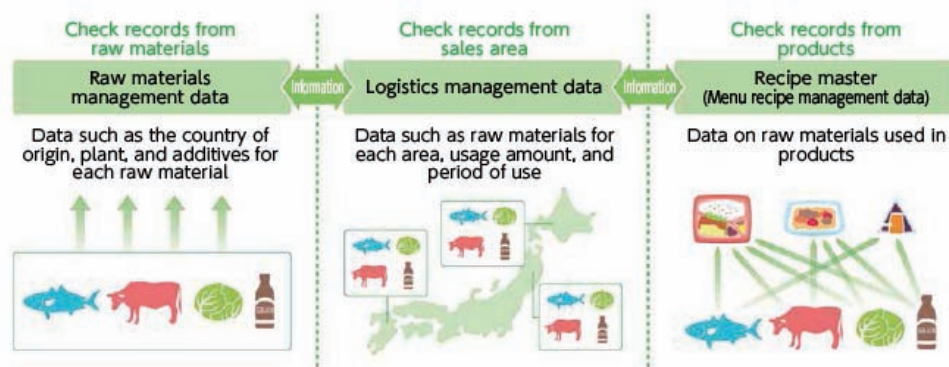 Check records from
raw materials
Raw materials
management data
Data such as the country of
origin, plant, and additives for
each raw material
Information
Check records from
sales area
Logistics management data
Data such as raw materials for
each area, usage amount, and
period of use
Information
Check records from
products
Recipe master
(Menu recipe management data)
Data on raw materials used in
products